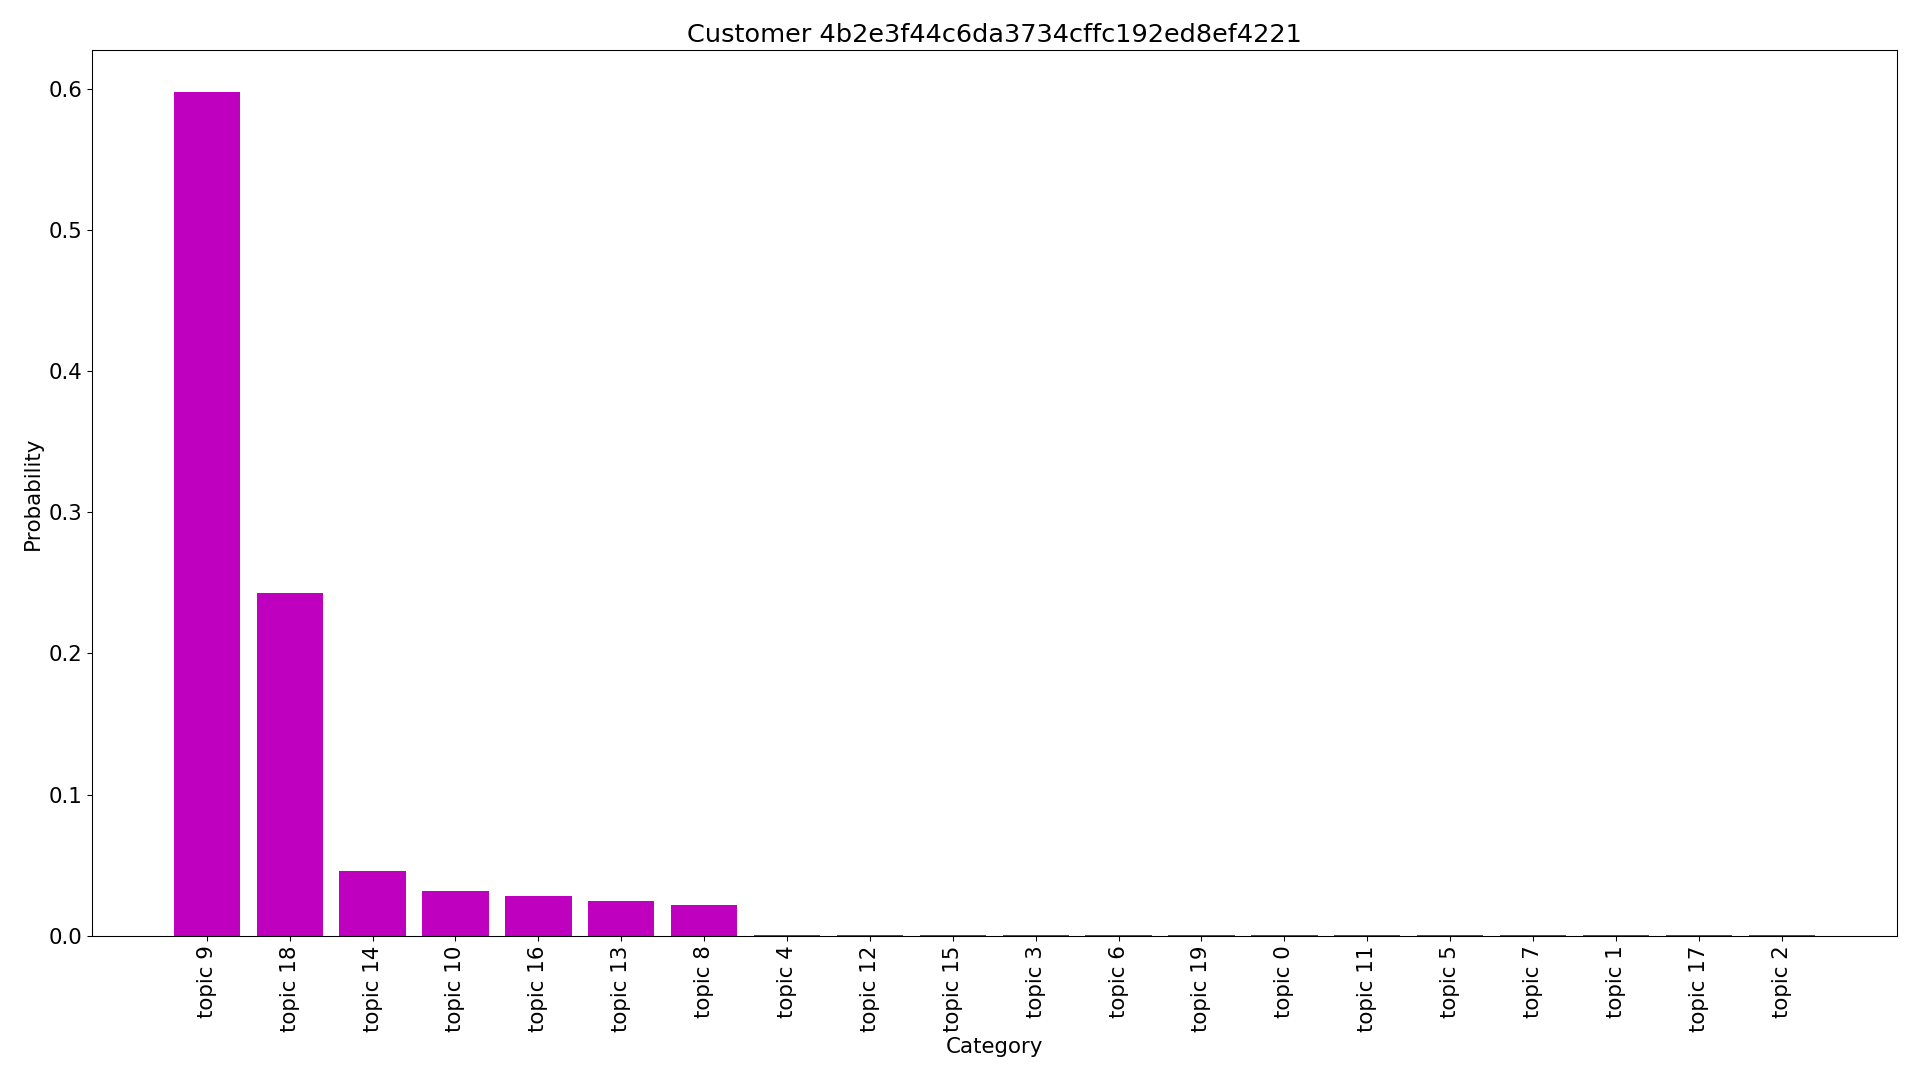 Customer 4b2e3f44c6da3734cffc192ed8ef4221
0.6
0.5
0.4
0.3
0.2
0.1
0.0
Probability
topic 9
topic 18
topic 14
topic 10
topic 16
topic 13
topic 8
topic 4
topic 12
topic 15
topic 3
topic 6
topic 19
topic 0
topic 11
topic 5
topic 7
topic 1
topic 17
topic 2
Category